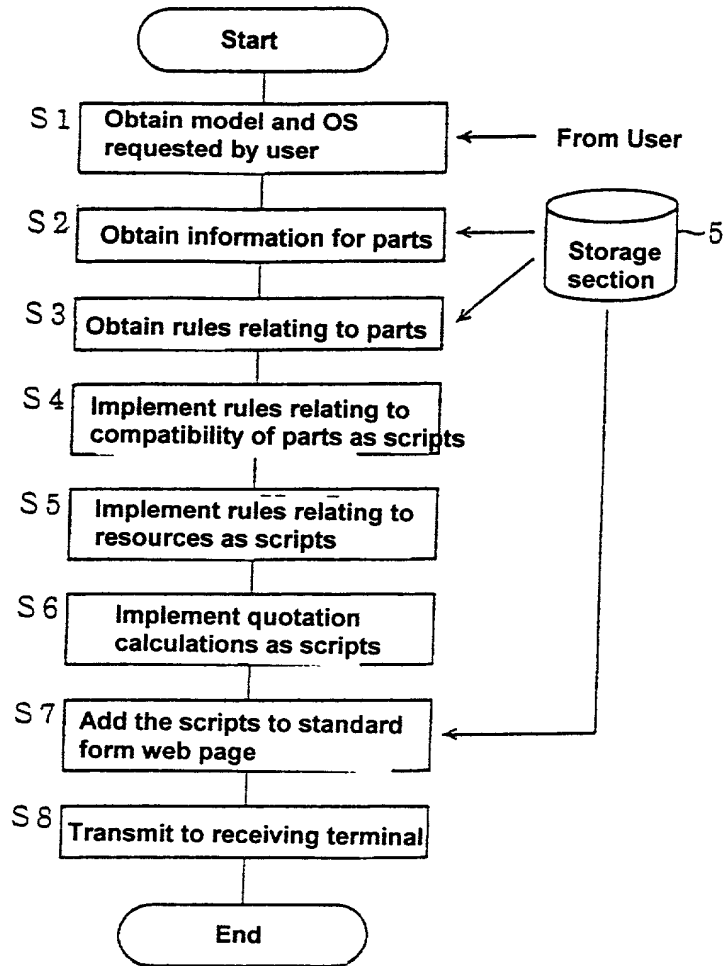 Start
S1
Obtain model and OS
requested by user
From User
S2
Obtain information for parts
Storage
section
5
S3
Obtain rules relating to parts
S4
Implement rules relating to
compatibility of parts as scripts
S5
Implement rules relating to
resources as scripts
S6
Implement quotation
calculations as scripts
S7
Add the scripts to standard
form web page
S8
Transmit to receiving terminal
End